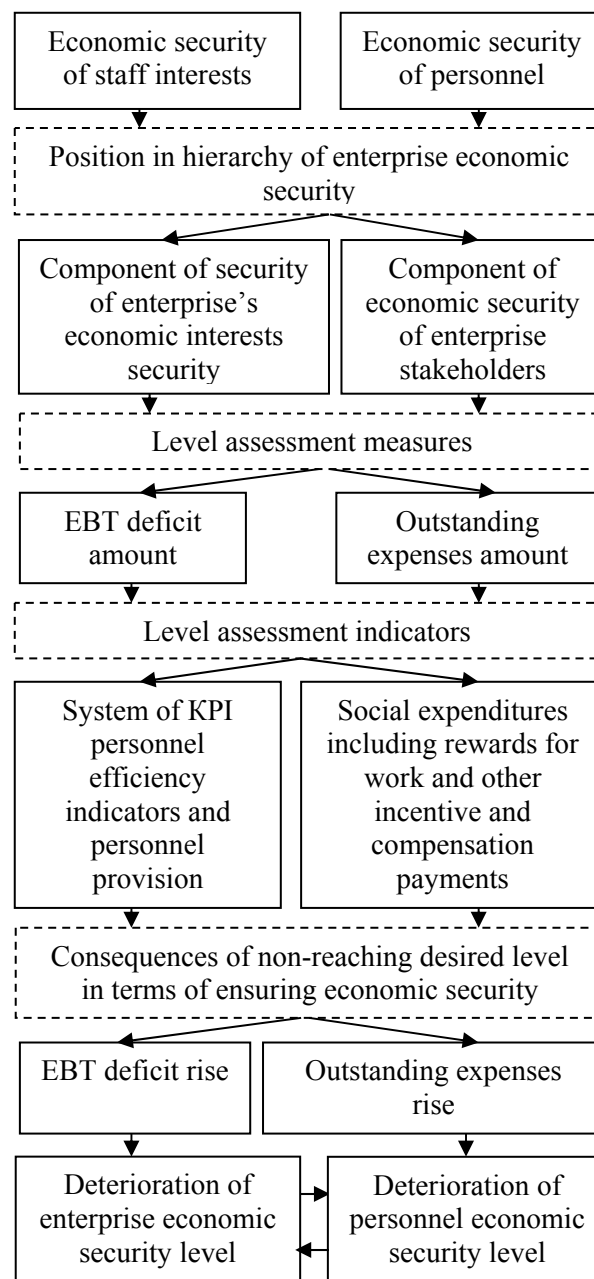 Economic security
of staff interests
Economic security
of personnel
Position in hierarchy of enterprise economic
security
Component of security
of enterprise’s
economic interests
security
Component of
economic security
of enterprise
stakeholders
Level assessment measures
EBT deficit
amount
Outstanding
expenses amount
Level assessment indicators
System of KPI
personnel
efficiency
indicators and
personnel
provision
Social expenditures
including rewards for
work and other
incentive and
compensation
payments
Consequences of non-reaching desired level
in terms of ensuring economic security
EBT deficit rise
Outstanding expenses
rise
Deterioration of
enterprise economic
security level
Deterioration of
personnel economic
security level